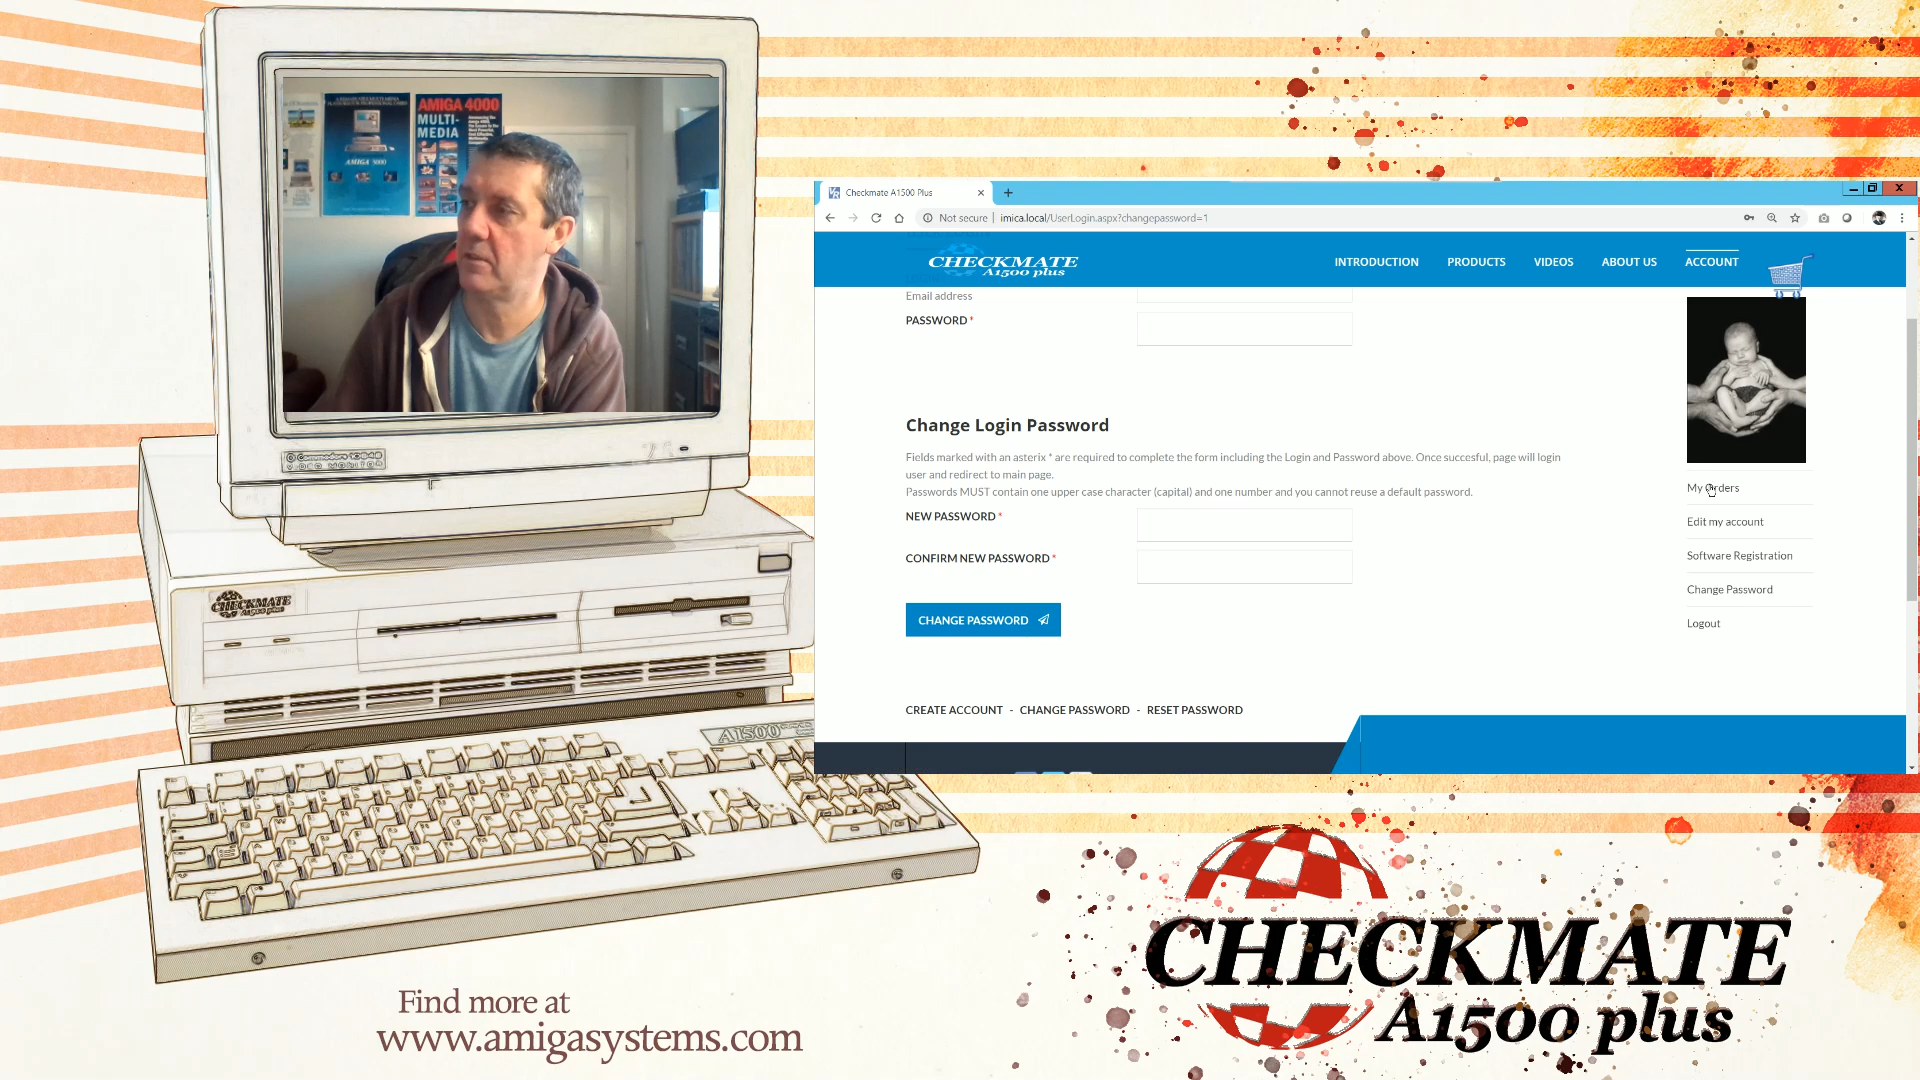 AMIGA 3000
AMIGA 4000
MULTI-
MEDIA
Commodore
CHECKMATE
A1500 plus
A1500
Find more at
www.amigasystems.com
Checkmate A1500 Plus
Not secure
imica.local/UserLogin.aspx?changepassword=1
CHECKMATE
A1500 plus
INTRODUCTION
PRODUCTS
VIDEOS
ABOUT US
ACCOUNT
Email address
PASSWORD *
Change Login Password
Fields marked with an asterix * are required to complete the form including the Login and Password above. Once succesful, page will login
user and redirect to main page.
Passwords MUST contain one upper case character (capital) and one number and you cannot reuse a default password.
NEW PASSWORD *
CONFIRM NEW PASSWORD *
CHANGE PASSWORD
CREATE ACCOUNT - CHANGE PASSWORD - RESET PASSWORD
My Orders
Edit my account
Software Registration
Change Password
Logout
CHECKMATE
A1500 plus